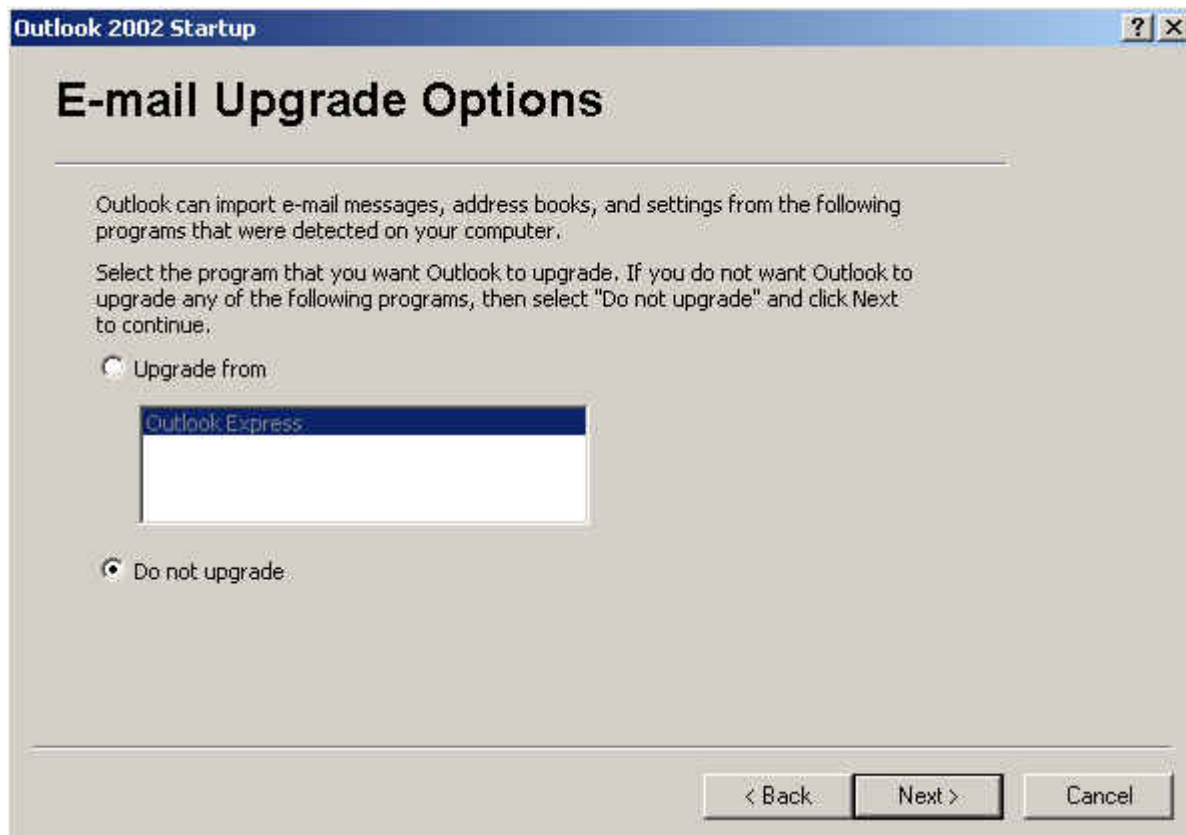 Outlook 2002 Startup
E-mail Upgrade Options
Outlook can import e-mail messages, address books, and settings from the following
programs that were detected on your computer.
Select the program that you want Outlook to upgrade. If you do not want Outlook to
upgrade any of the following programs, then select "Do not upgrade" and click Next
to continue.
Upgrade from
Outlook Express
Do not upgrade
< Back
Next >
Cancel